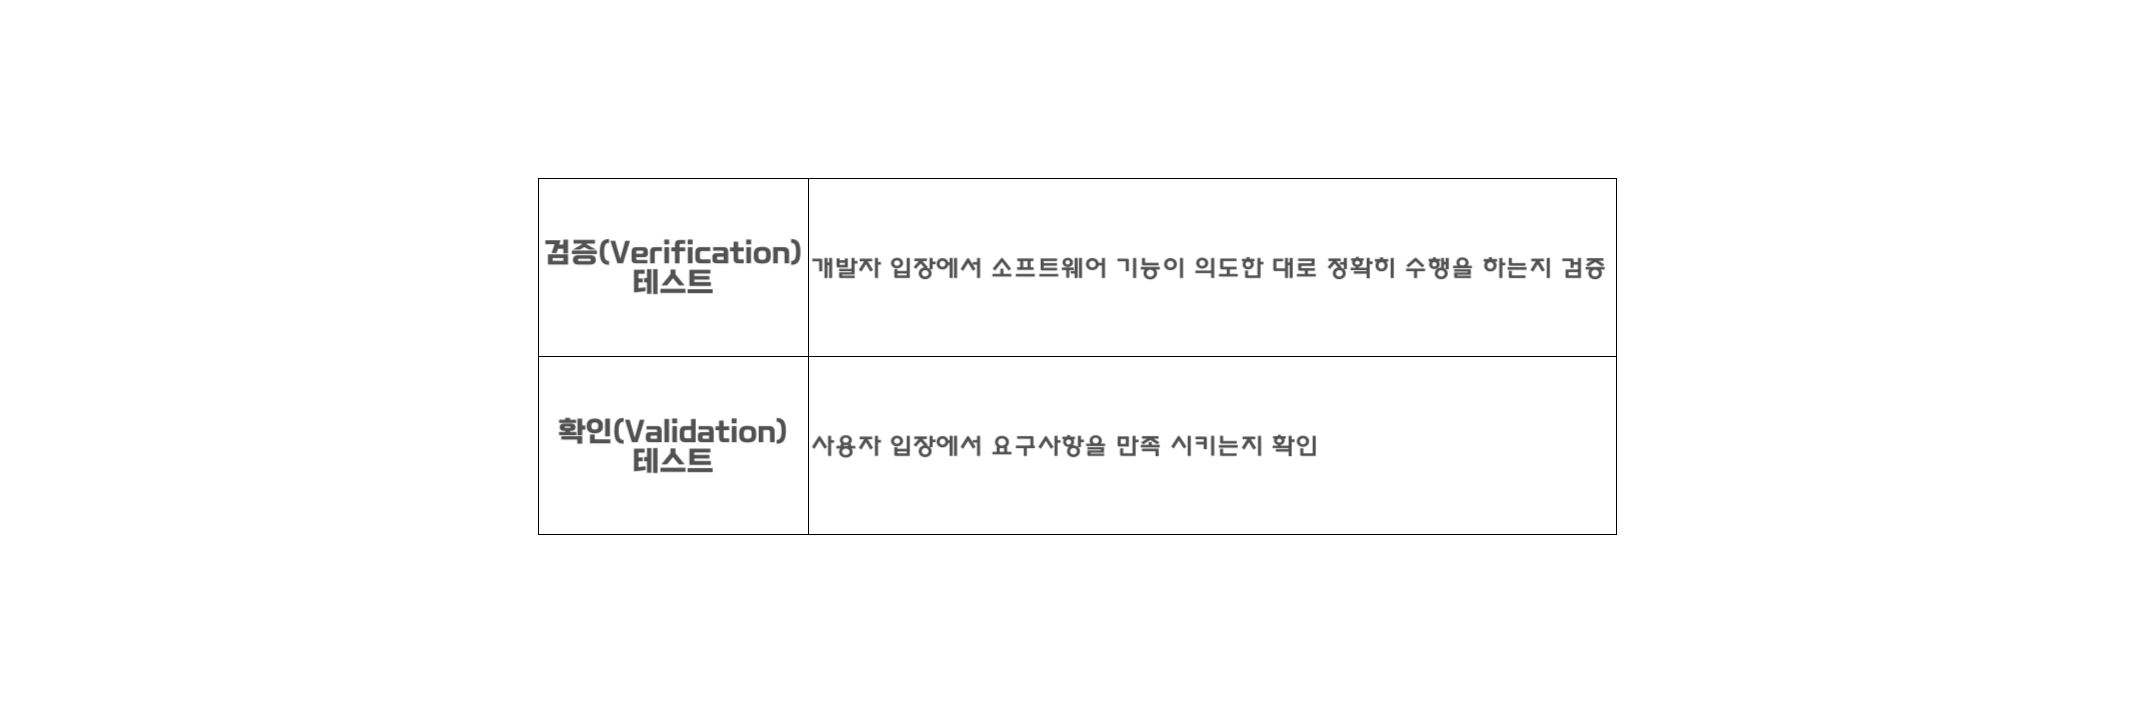 검증(Verification)
테스트
개발자 입장에서 소프트웨어 기능이 의도한 대로 정확히 수행을 하는지 검증
확인(Validation)
테스트
사용자 입장에서 요구사항을 만족 시키는지 확인